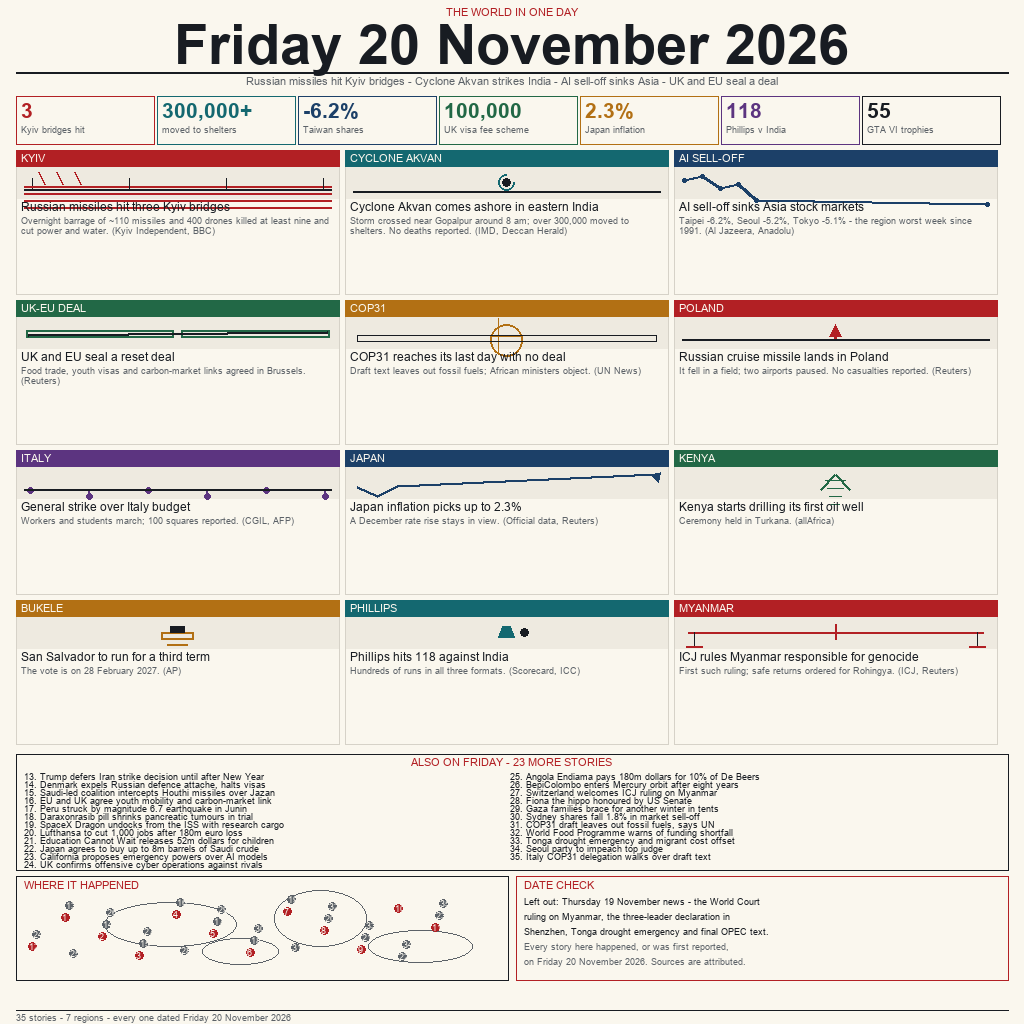 THE WORLD IN ONE DAY
Friday 20 November 2026
Russian missiles hit Kyiv bridges - Cyclone Akvan strikes India - AI sell-off sinks Asia - UK and EU seal a deal
3
Kyiv bridges hit
300,000+
moved to shelters
-6.2%
Taiwan shares
100,000
UK visa fee scheme
2.3%
Japan inflation
118
Phillips v India
55
GTA VI trophies
KYIV
Russian missiles hit three Kyiv bridges
Overnight barrage of ~110 missiles and 400 drones killed at least nine and
cut power and water. (Kyiv Independent, BBC)
CYCLONE AKVAN
Cyclone Akvan comes ashore in eastern India
Storm crossed near Gopalpur around 8 am; over 300,000 moved to
shelters. No deaths reported. (IMD, Deccan Herald)
AI SELL-OFF
AI sell-off sinks Asia stock markets
Taipei -6.2%, Seoul -5.2%, Tokyo -5.1% - the region worst week since
1991. (Al Jazeera, Anadolu)
UK-EU DEAL
UK and EU seal a reset deal
Food trade, youth visas and carbon-market links agreed in Brussels.
(Reuters)
COP31
COP31 reaches its last day with no deal
Draft text leaves out fossil fuels; African ministers object. (UN News)
POLAND
Russian cruise missile lands in Poland
It fell in a field; two airports paused. No casualties reported. (Reuters)
ITALY
General strike over Italy budget
Workers and students march; 100 squares reported. (CGIL, AFP)
JAPAN
Japan inflation picks up to 2.3%
A December rate rise stays in view. (Official data, Reuters)
KENYA
Kenya starts drilling its first oil well
Ceremony held in Turkana. (allAfrica)
BUKELE
San Salvador to run for a third term
The vote is on 28 February 2027. (AP)
PHILLIPS
Phillips hits 118 against India
Hundreds of runs in all three formats. (Scorecard, ICC)
MYANMAR
ICJ rules Myanmar responsible for genocide
First such ruling; safe returns ordered for Rohingya. (ICJ, Reuters)
ALSO ON FRIDAY - 23 MORE STORIES
13. Trump defers Iran strike decision until after New Year
14. Denmark expels Russian defence attache, halts visas
15. Saudi-led coalition intercepts Houthi missiles over Jazan
16. EU and UK agree youth mobility and carbon-market link
17. Peru struck by magnitude 6.7 earthquake in Junin
18. Daraxonrasib pill shrinks pancreatic tumours in trial
19. SpaceX Dragon undocks from the ISS with research cargo
20. Lufthansa to cut 1,000 jobs after 180m euro loss
21. Education Cannot Wait releases 52m dollars for children
22. Japan agrees to buy up to 8m barrels of Saudi crude
23. California proposes emergency powers over AI models
24. UK confirms offensive cyber operations against rivals
25. Angola Endiama pays 180m dollars for 10% of De Beers
26. BepiColombo enters Mercury orbit after eight years
27. Switzerland welcomes ICJ ruling on Myanmar
28. Fiona the hippo honoured by US Senate
29. Gaza families brace for another winter in tents
30. Sydney shares fall 1.8% in market sell-off
31. COP31 draft leaves out fossil fuels, says UN
32. World Food Programme warns of funding shortfall
33. Tonga drought emergency and migrant cost offset
34. Seoul party to impeach top judge
35. Italy COP31 delegation walks over draft text
WHERE IT HAPPENED
DATE CHECK
Left out: Thursday 19 November news - the World Court
ruling on Myanmar, the three-leader declaration in
Shenzhen, Tonga drought emergency and final OPEC text.
Every story here happened, or was first reported,
on Friday 20 November 2026. Sources are attributed.
35 stories - 7 regions - every one dated Friday 20 November 2026